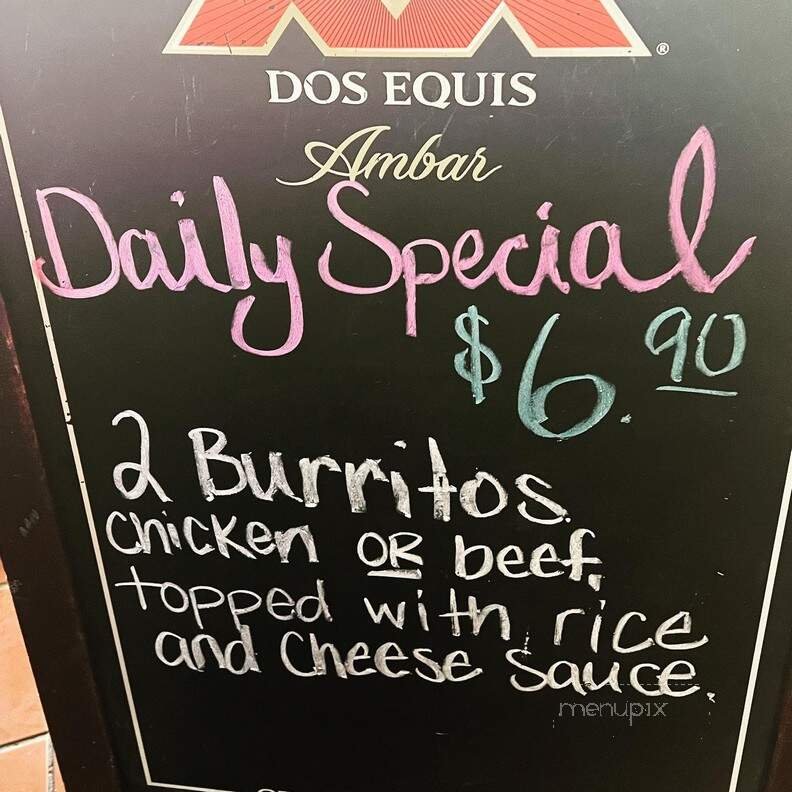 DOS EQUIS
Ambar
Daily Special
$6.90
2 Burritos.
chicken OR beef,
topped with rice
and cheese sauce.
menupix